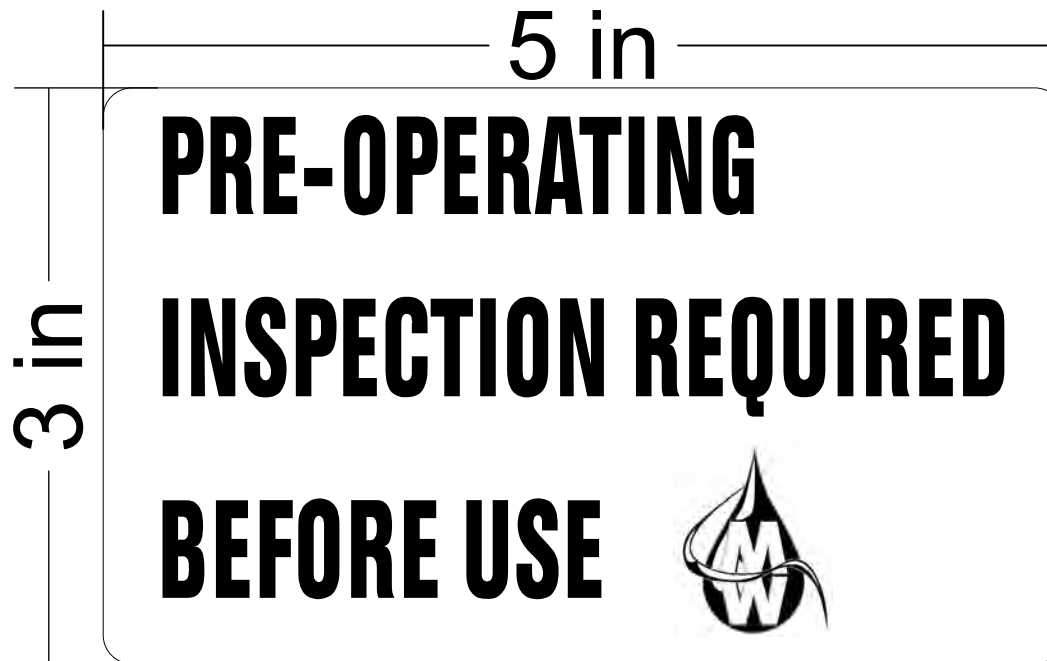 5 in
3 in
PRE-OPERATING
INSPECTION REQUIRED
BEFORE USE
M
W